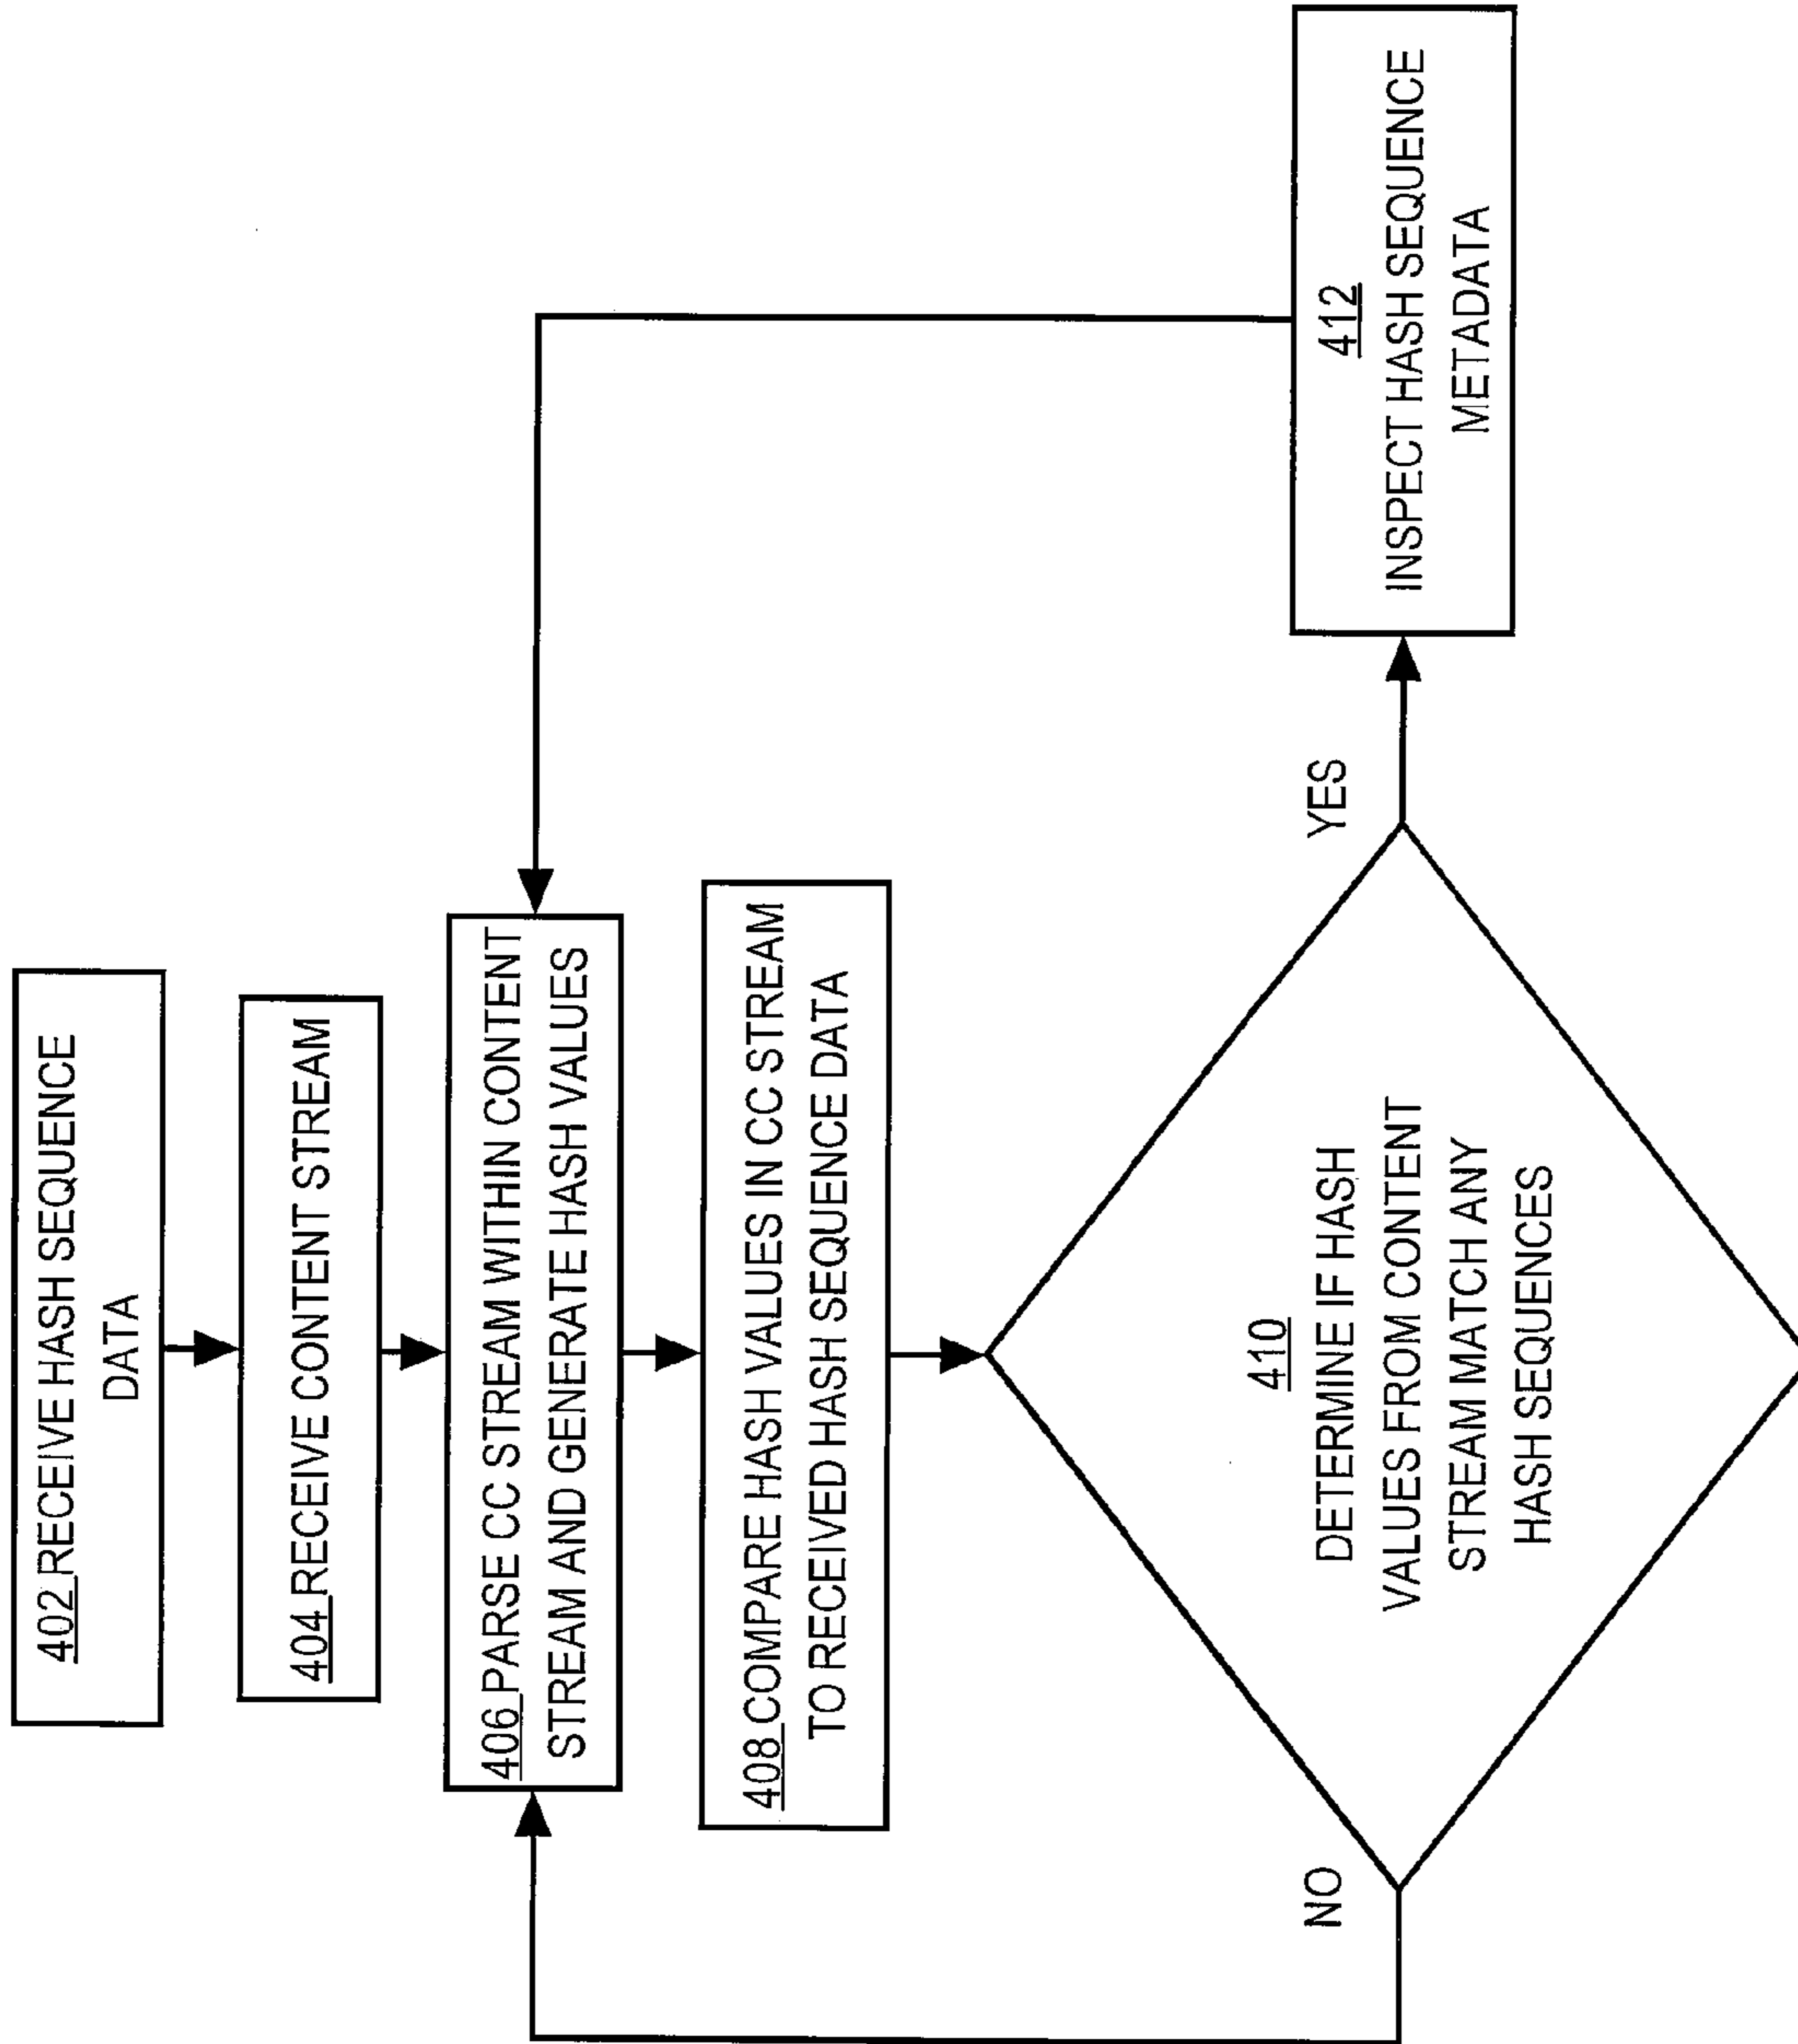 402 RECEIVE HASH SEQUENCE
DATA
404 RECEIVE CONTENT STREAM
406 PARSE CC STREAM WITHIN CONTENT
STREAM AND GENERATE HASH VALUES
408 COMPARE HASH VALUES IN CC STREAM
TO RECEIVED HASH SEQUENCE DATA
410
DETERMINE IF HASH
VALUES FROM CONTENT
STREAM MATCH ANY
HASH SEQUENCES
NO
YES
412
INSPECT HASH SEQUENCE
METADATA